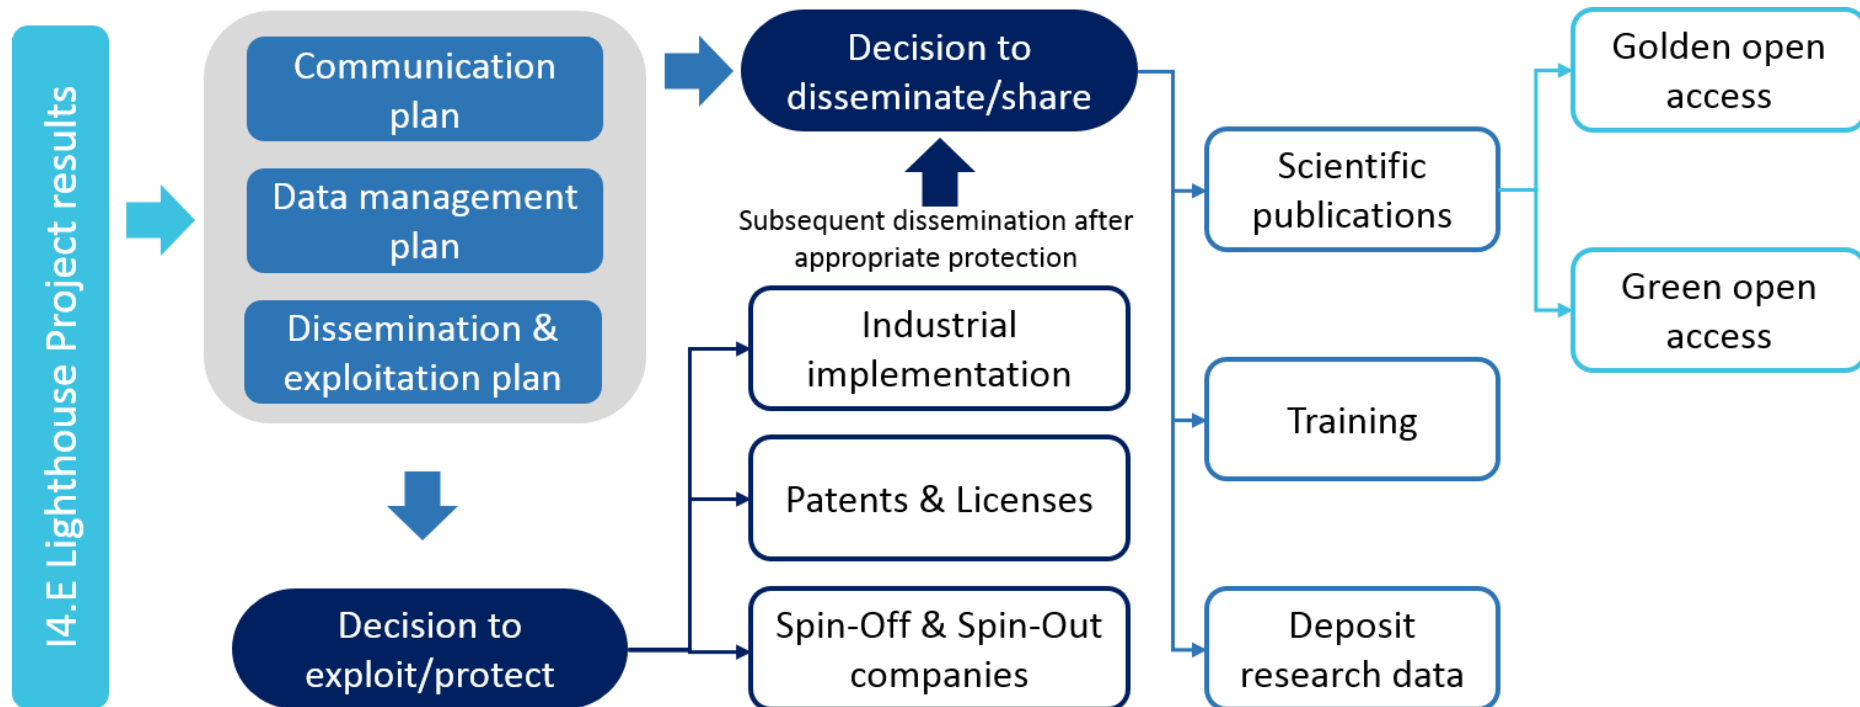 I4.E Lighthouse Project results
Communication
plan
Data management
plan
Dissemination &
exploitation plan
Decision to
disseminate/share
Subsequent dissemination after
appropriate protection
Decision to
exploit/protect
Industrial
implementation
Patents & Licenses
Spin-Off & Spin-Out
companies
Scientific
publications
Training
Deposit
research data
Golden open
access
Green open
access